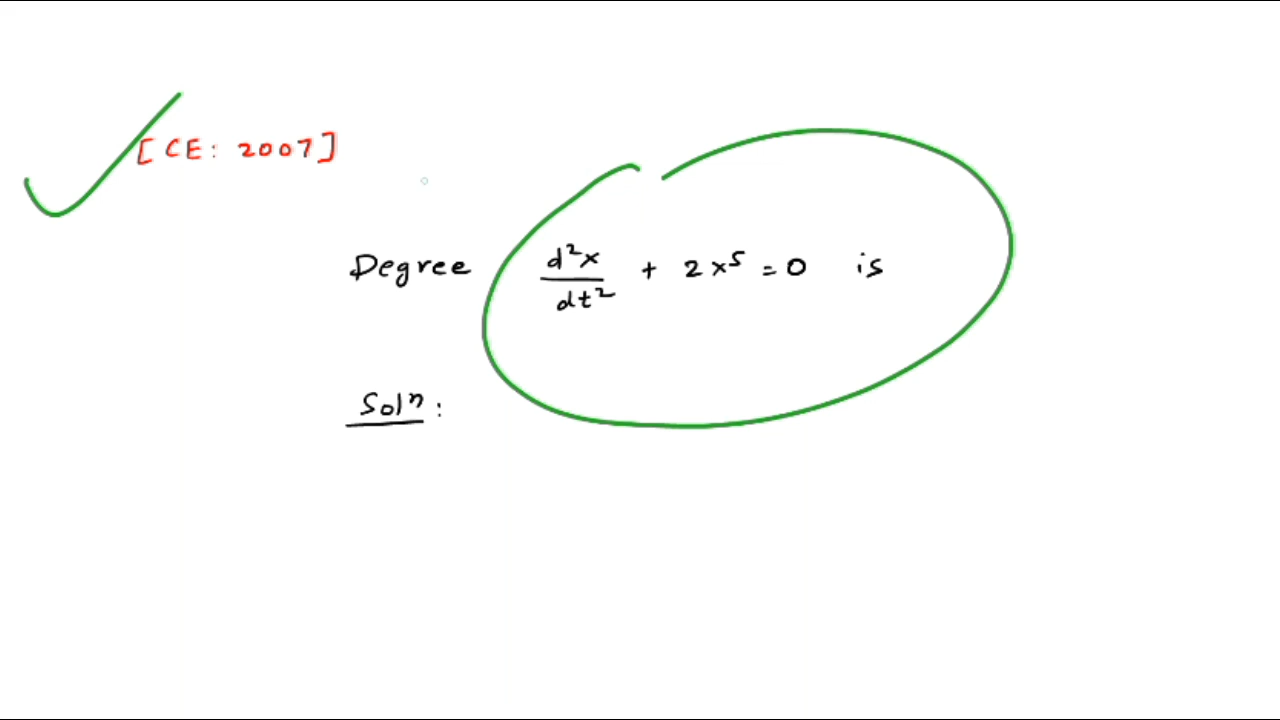 [CE: 2007]
Degree d²x/dt² + 2x⁵ = 0 is
Solⁿ: